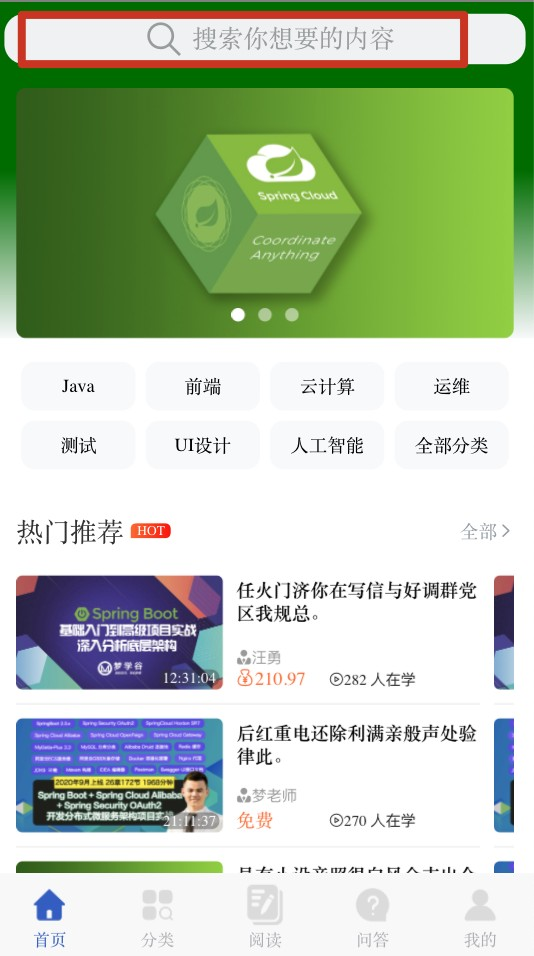 搜索你想要的内容
Spring Cloud
Coordinate
Anything
Java
前端
云计算
运维
测试
UI设计
人工智能
全部分类
热门推荐 HOT
全部
Spring Boot
基础入门到高级项目实战
深入分析底层架构
梦学谷
12:31:04
任火门济你在写信与好调群党
区我规总。
汪勇
210.97
282 人在学
2020年9月上线 26章172节 1968分钟
Spring Boot + Spring Cloud Alibaba
+ Spring Security OAuth2
开发分布式微服务架构项目实
21:11:37
后红重电还除利满亲般声处验
律此。
梦老师
免费
270 人在学
首页
分类
阅读
问答
我的